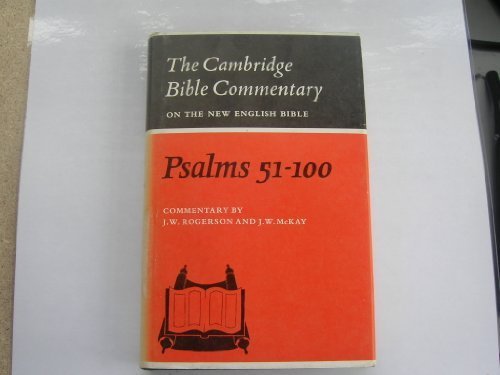 The Cambridge
Bible Commentary
ON THE NEW ENGLISH BIBLE
Psalms 51-100
COMMENTARY BY
J.W. ROGERSON AND J.W. McKAY